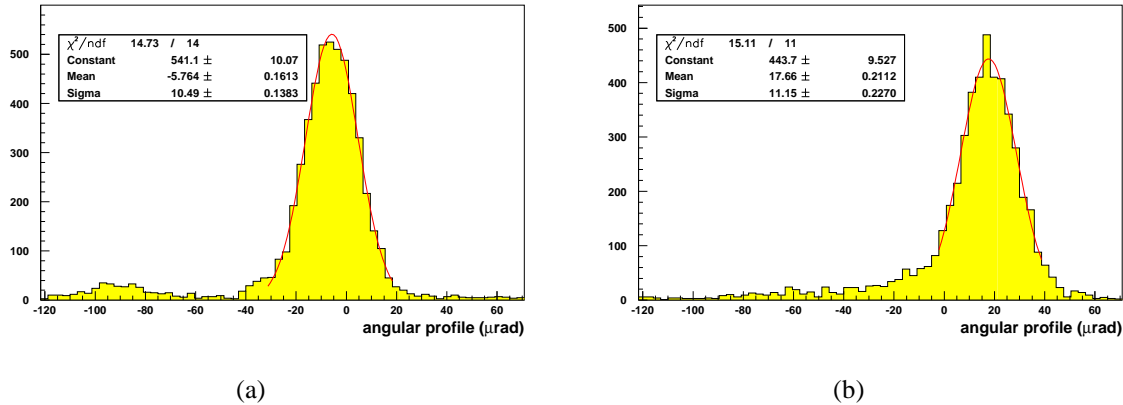 χ²/ndf 14.73 / 14
Constant 541.1 ± 10.07
Mean -5.764 ± 0.1613
Sigma 10.49 ± 0.1383
500
400
300
200
100
0
-120 -100 -80 -60 -40 -20 0 20 40 60
angular profile (μrad)
(a)
χ²/ndf 15.11 / 11
Constant 443.7 ± 9.527
Mean 17.66 ± 0.2112
Sigma 11.15 ± 0.2270
500
400
300
200
100
0
-120 -100 -80 -60 -40 -20 0 20 40 60
angular profile (μrad)
(b)